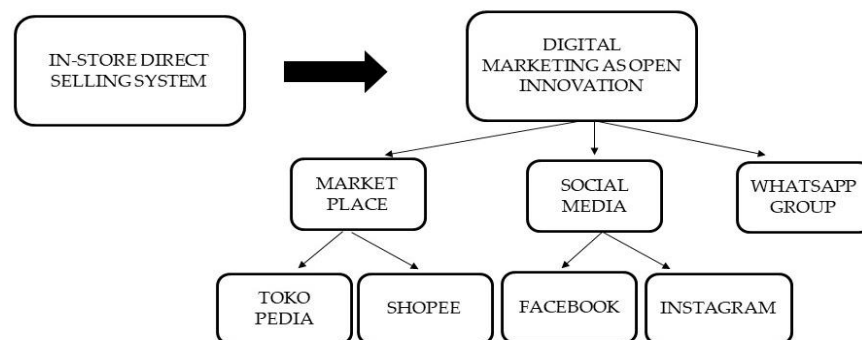 IN-STORE DIRECT
SELLING SYSTEM
DIGITAL
MARKETING AS OPEN
INNOVATION
MARKET
PLACE
SOCIAL
MEDIA
WHATSAPP
GROUP
TOKO
PEDIA
SHOPEE
FACEBOOK
INSTAGRAM